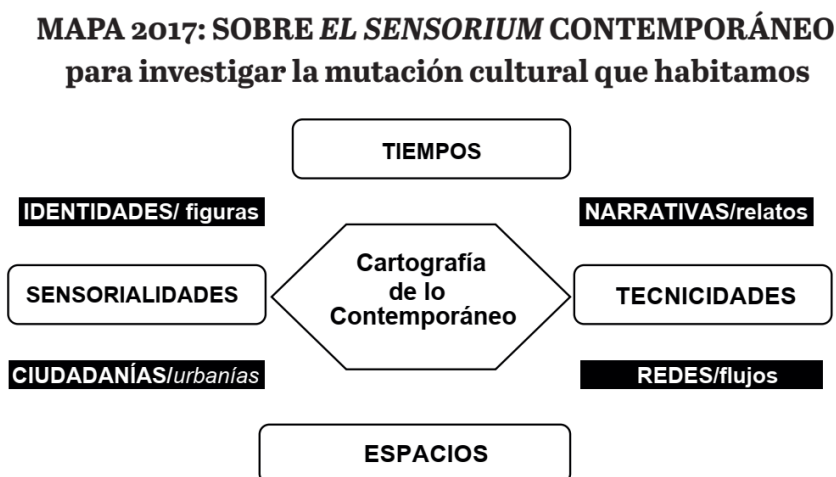 MAPA 2017: SOBRE EL SENSORIUM CONTEMPORÁNEO
para investigar la mutación cultural que habitamos
TIEMPOS
IDENTIDADES/ figuras
NARRATIVAS/relatos
SENSORIALIDADES
Cartografía
de lo
Contemporáneo
TECNICIDADES
CIUDADANÍAS/urbanías
REDES/flujos
ESPACIOS